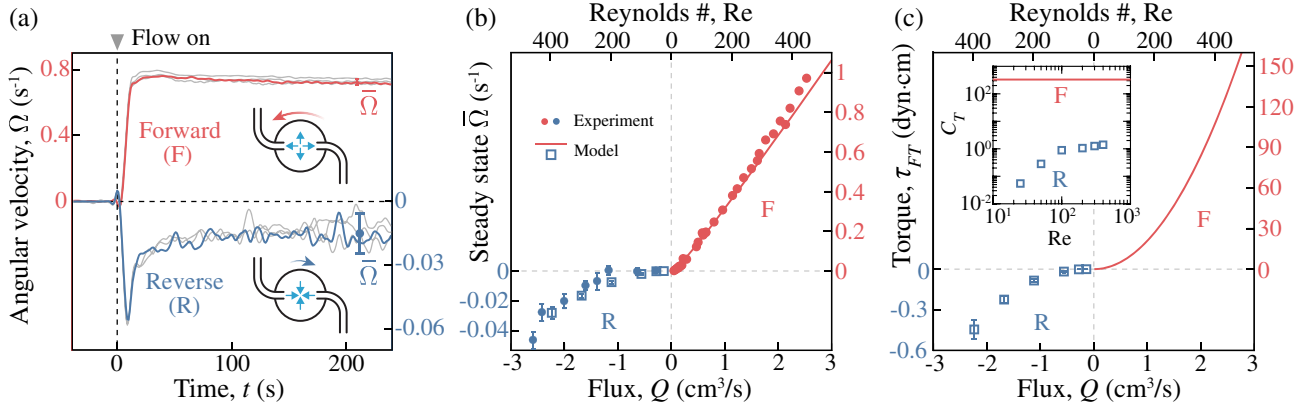 (a)
Flow on
Angular velocity, Ω (s⁻¹)
0.8
0.4
0
Forward
(F)
Ω̅
0
-0.03
-0.06
Reverse
(R)
Ω̅
0
100
200
Time, t (s)
(b)
Reynolds #, Re
400
200
0
200
400
Steady state Ω̅ (s⁻¹)
0
-0.02
-0.04
1
0.8
0.6
0.4
0.2
0
Experiment
Model
F
R
-3
-2
-1
0
1
2
3
Flux, Q (cm³/s)
(c)
Reynolds #, Re
400
200
0
200
400
Torque, τFT (dyn·cm)
0
-0.3
-0.6
150
120
90
60
30
0
CT
10²
10⁰
10⁻²
10¹
10²
10³
Re
F
R
F
R
-3
-2
-1
0
1
2
3
Flux, Q (cm³/s)